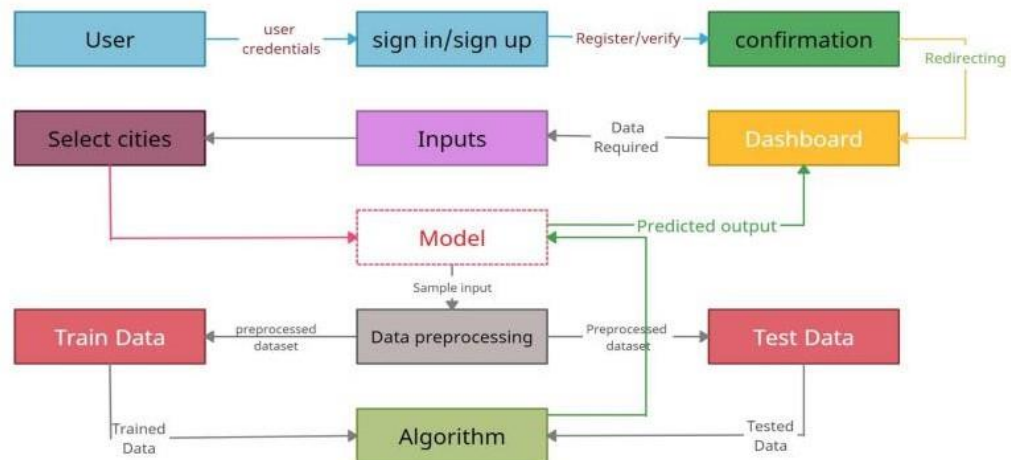 User
user
credentials
sign in/sign up
Register/verify
confirmation
Redirecting
Select cities
Inputs
Data
Required
Dashboard
Model
Predicted output
Sample input
Train Data
preprocessed
dataset
Data preprocessing
Preprocessed
dataset
Test Data
Trained
Data
Algorithm
Tested
Data